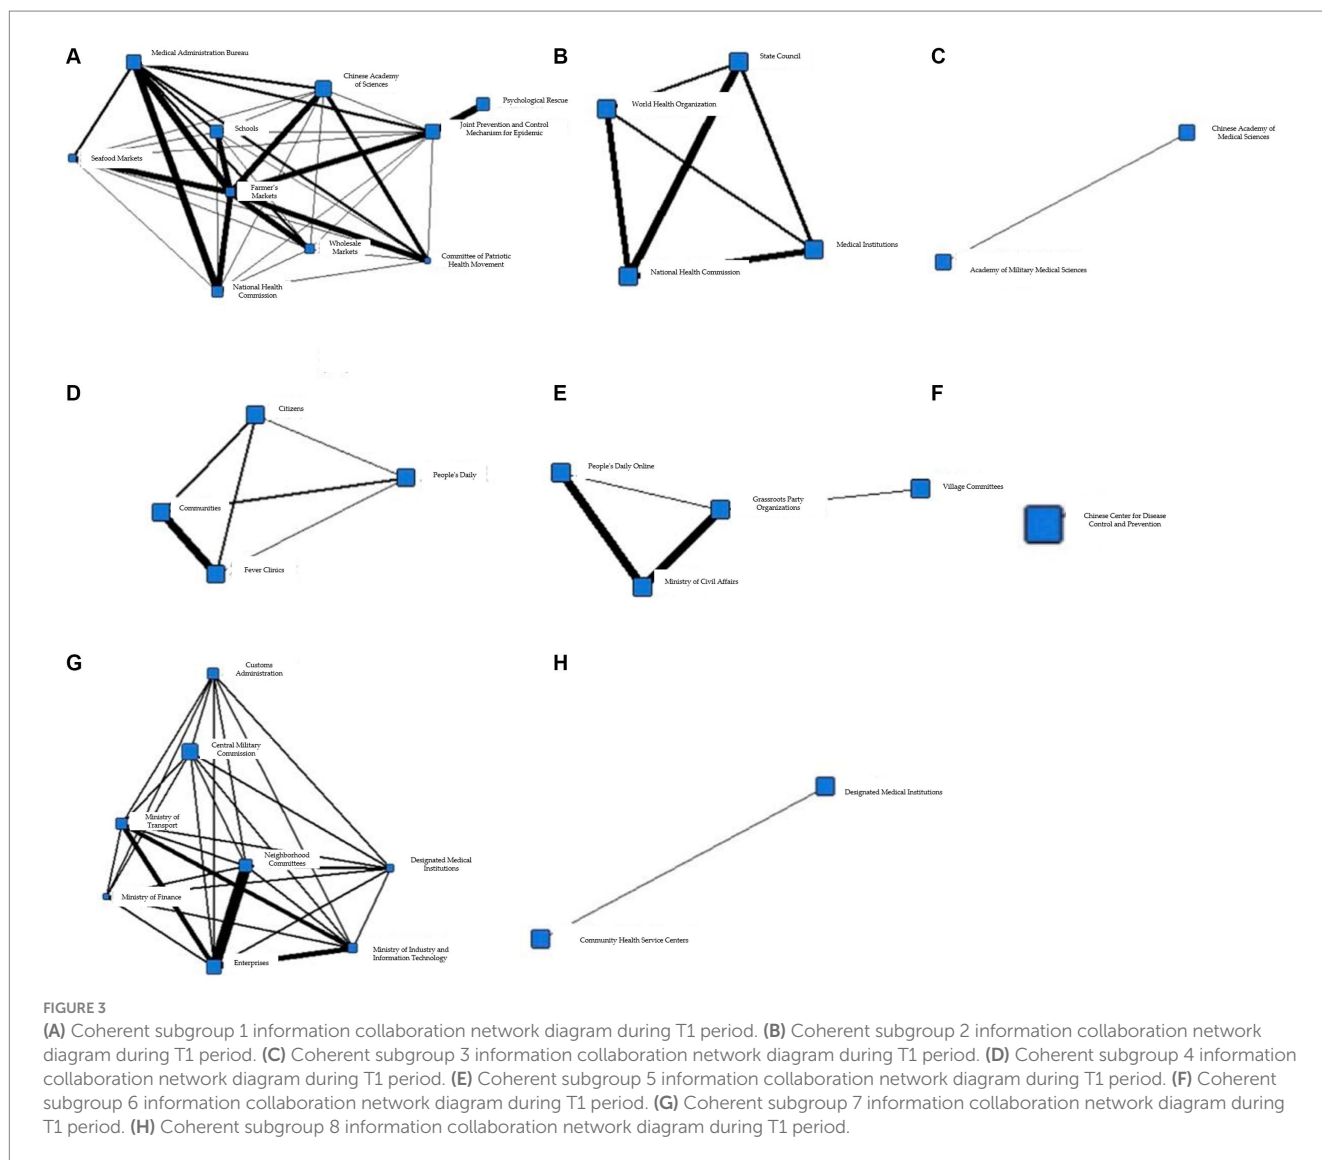 A
Medical Administration Bureau
Chinese Academy
of Sciences
Psychological Rescue
Joint Prevention and Control
Mechanism for Epidemic
Schools
Seafood Markets
Farmer's
Markets
Wholesale
Markets
Committee of Patriotic
Health Movement
National Health
Commission
B
State Council
World Health Organization
Medical Institutions
National Health Commission
C
Chinese Academy of
Medical Sciences
Academy of Military Medical Sciences
D
Citizens
People's Daily
Communities
Fever Clinics
E
People's Daily Online
Grassroots Party
Organizations
Village Committees
Ministry of Civil Affairs
F
Chinese Center for Disease
Control and Prevention
G
Customs
Administration
Central Military
Commission
Ministry of
Transport
Neighborhood
Committees
Designated Medical
Institutions
Ministry of Finance
Enterprises
Ministry of Industry and
Information Technology
H
Designated Medical Institutions
Community Health Service Centers
FIGURE 3
(A) Coherent subgroup 1 information collaboration network diagram during T1 period. (B) Coherent subgroup 2 information collaboration network
diagram during T1 period. (C) Coherent subgroup 3 information collaboration network diagram during T1 period. (D) Coherent subgroup 4 information
collaboration network diagram during T1 period. (E) Coherent subgroup 5 information collaboration network diagram during T1 period. (F) Coherent
subgroup 6 information collaboration network diagram during T1 period. (G) Coherent subgroup 7 information collaboration network diagram during
T1 period. (H) Coherent subgroup 8 information collaboration network diagram during T1 period.